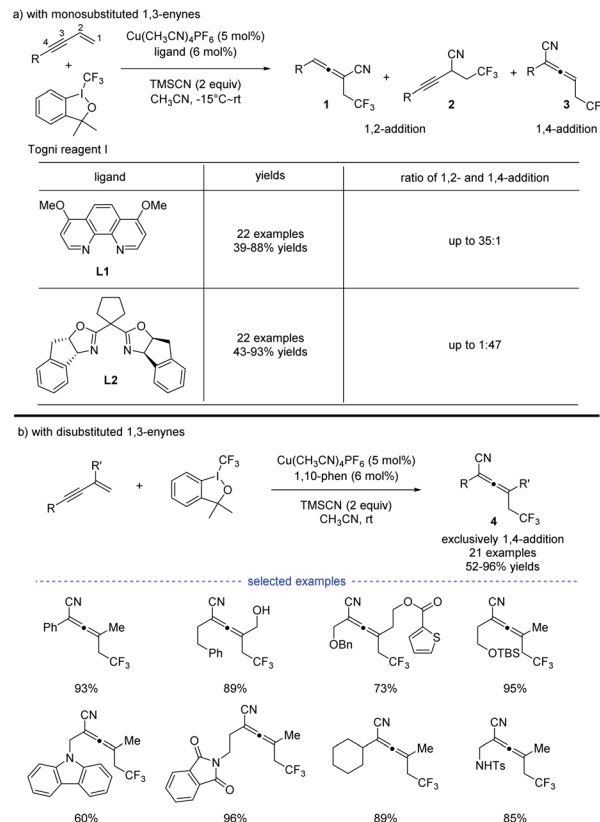 a) with monosubstituted 1,3-enynes
4 3 2 1
R
+
CF3
I
O
Togni reagent I
Cu(CH3CN)4PF6 (5 mol%)
ligand (6 mol%)
TMSCN (2 equiv)
CH3CN, -15°C~rt
R CN CF3
1
+
CN CF3 R
2
1,2-addition
+
CN R CF
3
1,4-addition
ligand yields ratio of 1,2- and 1,4-addition
MeO OMe
N N
L1
22 examples
39-88% yields
up to 35:1
O O
N N
L2
22 examples
43-93% yields
up to 1:47
b) with disubstituted 1,3-enynes
R'
R
+
CF3
I
O
Cu(CH3CN)4PF6 (5 mol%)
1,10-phen (6 mol%)
TMSCN (2 equiv)
CH3CN, rt
CN
R R'
CF3
4
exclusively 1,4-addition
21 examples
52-96% yields
selected examples
CN
Ph Me
CF3
93%
CN
OH
Ph CF3
89%
CN O O
S
OBn CF3
73%
CN
Me
OTBS CF3
95%
CN
N Me
CF3
60%
CN
O Me
N
O CF3
96%
CN
Me
CF3
89%
CN
Me
NHTs CF3
85%